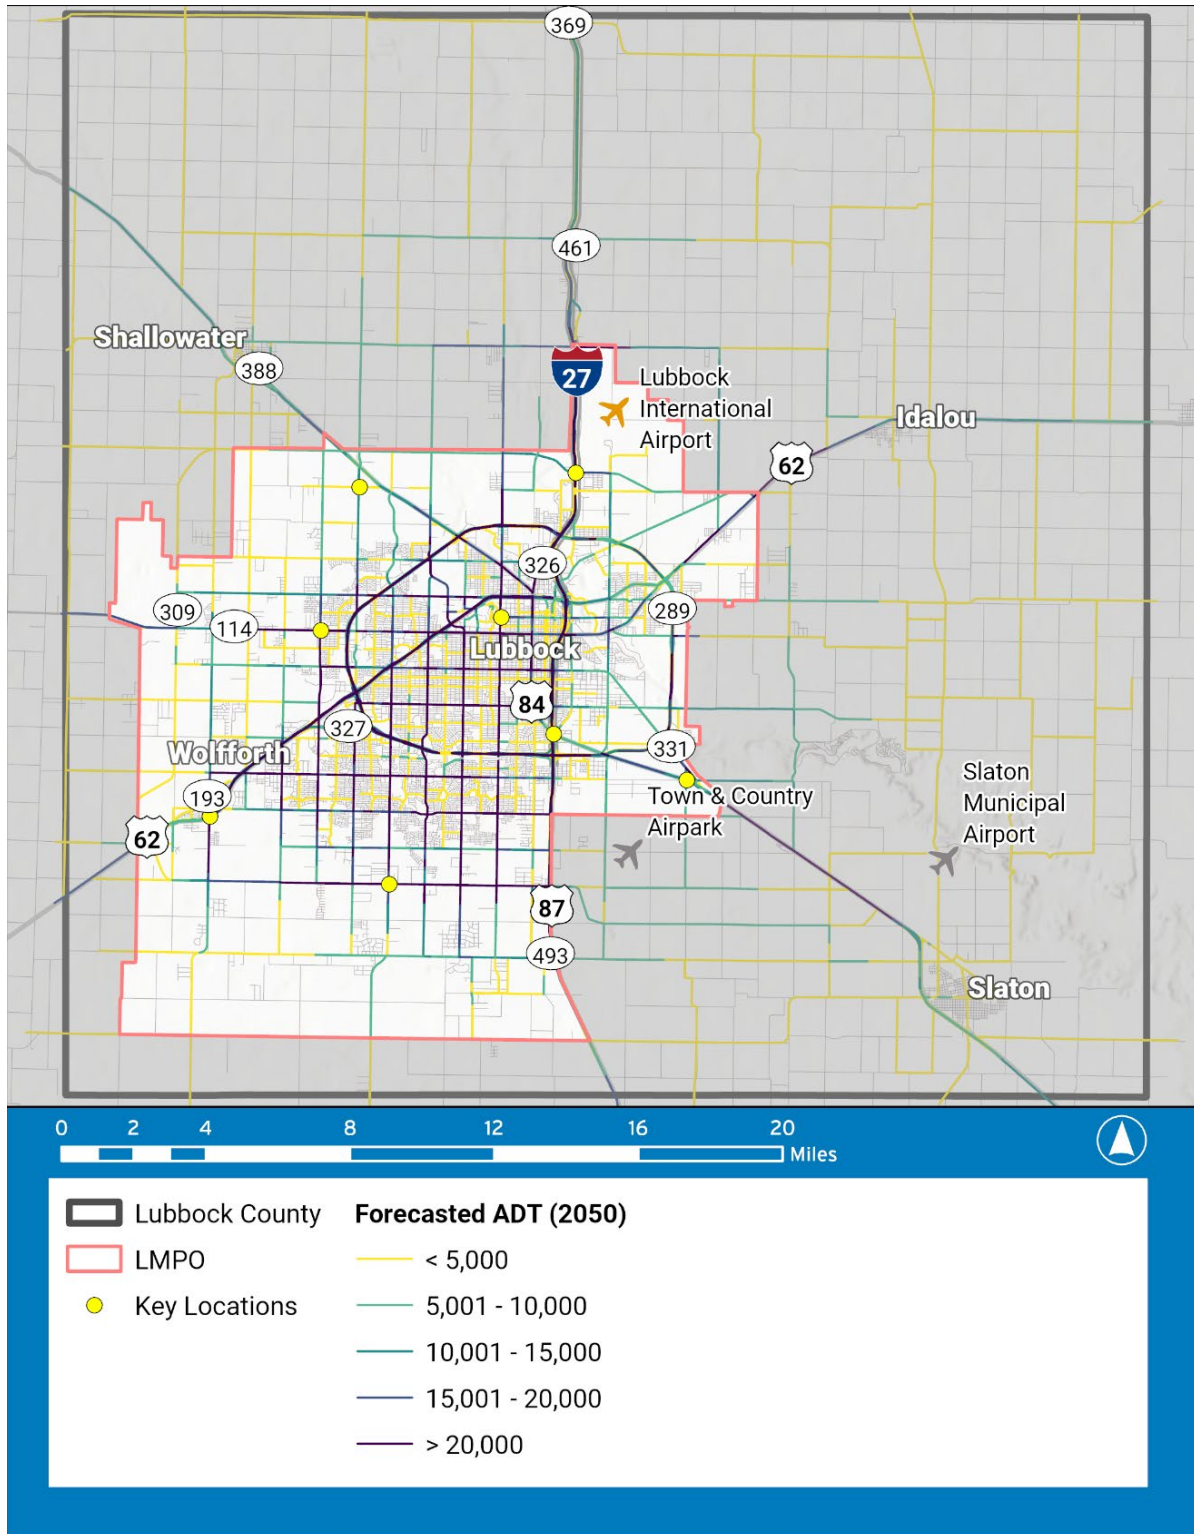 369
461
Shallowater
388
27
Lubbock
International
Airport
Idalou
62
326
309
114
289
Lubbock
84
327
331
Wolfforth
193
Town & Country
Airpark
Slaton
Municipal
Airport
62
87
493
Slaton
0 2 4 8 12 16 20
Miles
Lubbock County
LMPO
Key Locations
Forecasted ADT (2050)
< 5,000
5,001 - 10,000
10,001 - 15,000
15,001 - 20,000
> 20,000